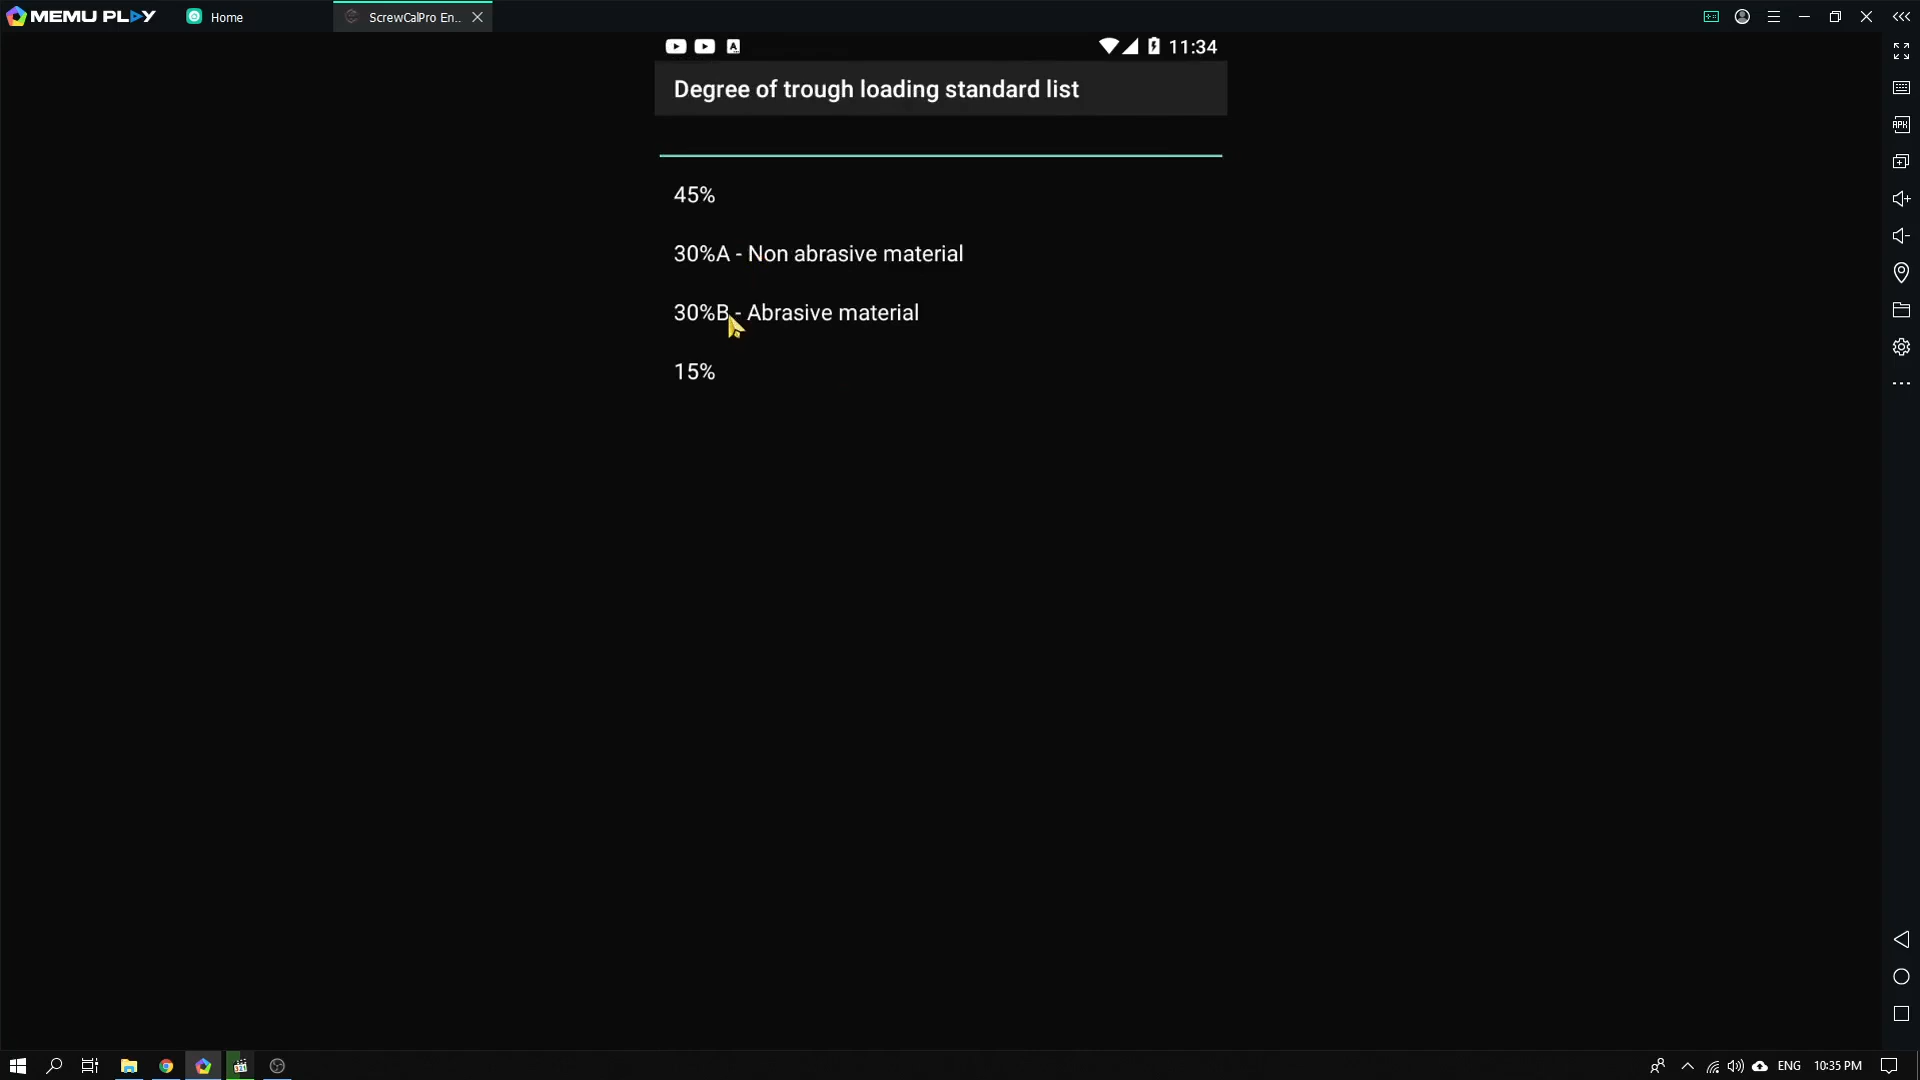 MEMU PLAY
Home
ScrewCalPro En..
11:34
Degree of trough loading standard list
45%
30%A - Non abrasive material
30%B - Abrasive material
15%
ENG
10:35 PM